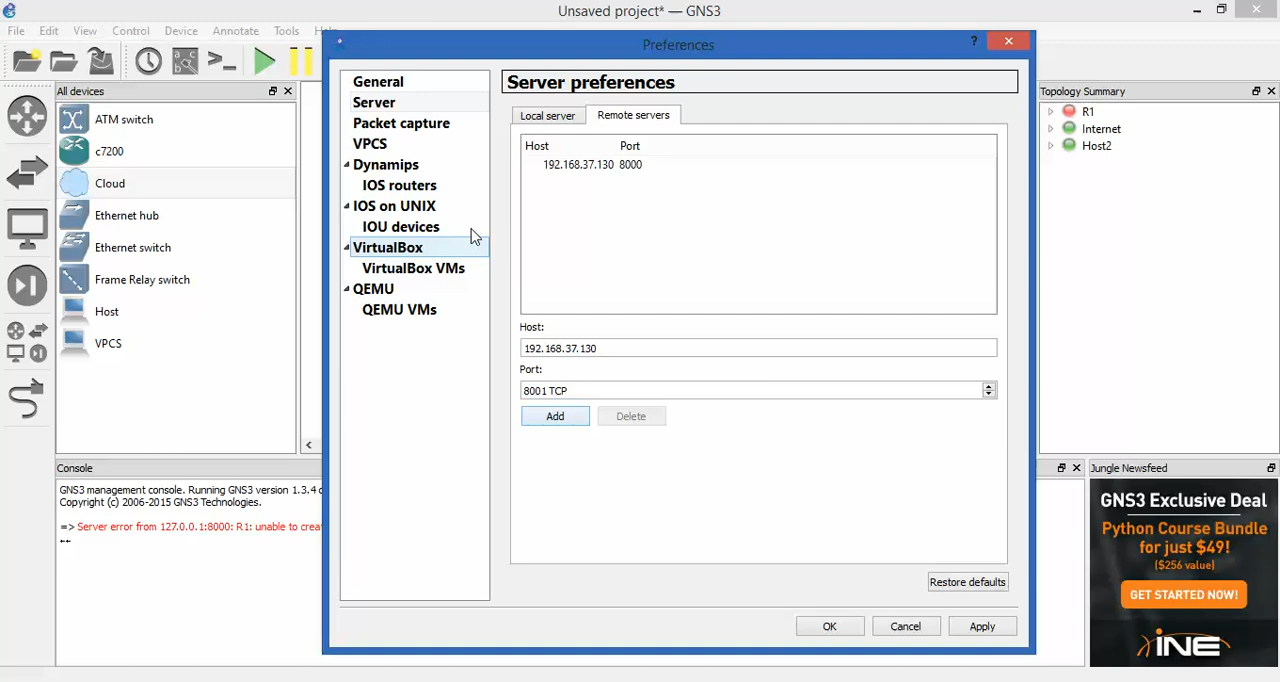 Unsaved project* — GNS3
File Edit View Control Device Annotate Tools
Preferences
All devices
ATM switch
c7200
Cloud
Ethernet hub
Ethernet switch
Frame Relay switch
Host
VPCS
General
Server
Packet capture
VPCS
Dynamips
IOS routers
IOS on UNIX
IOU devices
VirtualBox
VirtualBox VMs
QEMU
QEMU VMs
Server preferences
Local server Remote servers
Host Port
192.168.37.130 8000
Host:
192.168.37.130
Port:
8001 TCP
Add Delete
Restore defaults
OK Cancel Apply
Topology Summary
R1
Internet
Host2
Console
GNS3 management console. Running GNS3 version 1.3.4
Copyright (c) 2006-2015 GNS3 Technologies.
=> Server error from 127.0.0.1:8000: R1: unable to
Jungle Newsfeed
GNS3 Exclusive Deal
Python Course Bundle
for just $49!
($256 value)
GET STARTED NOW!
iNE